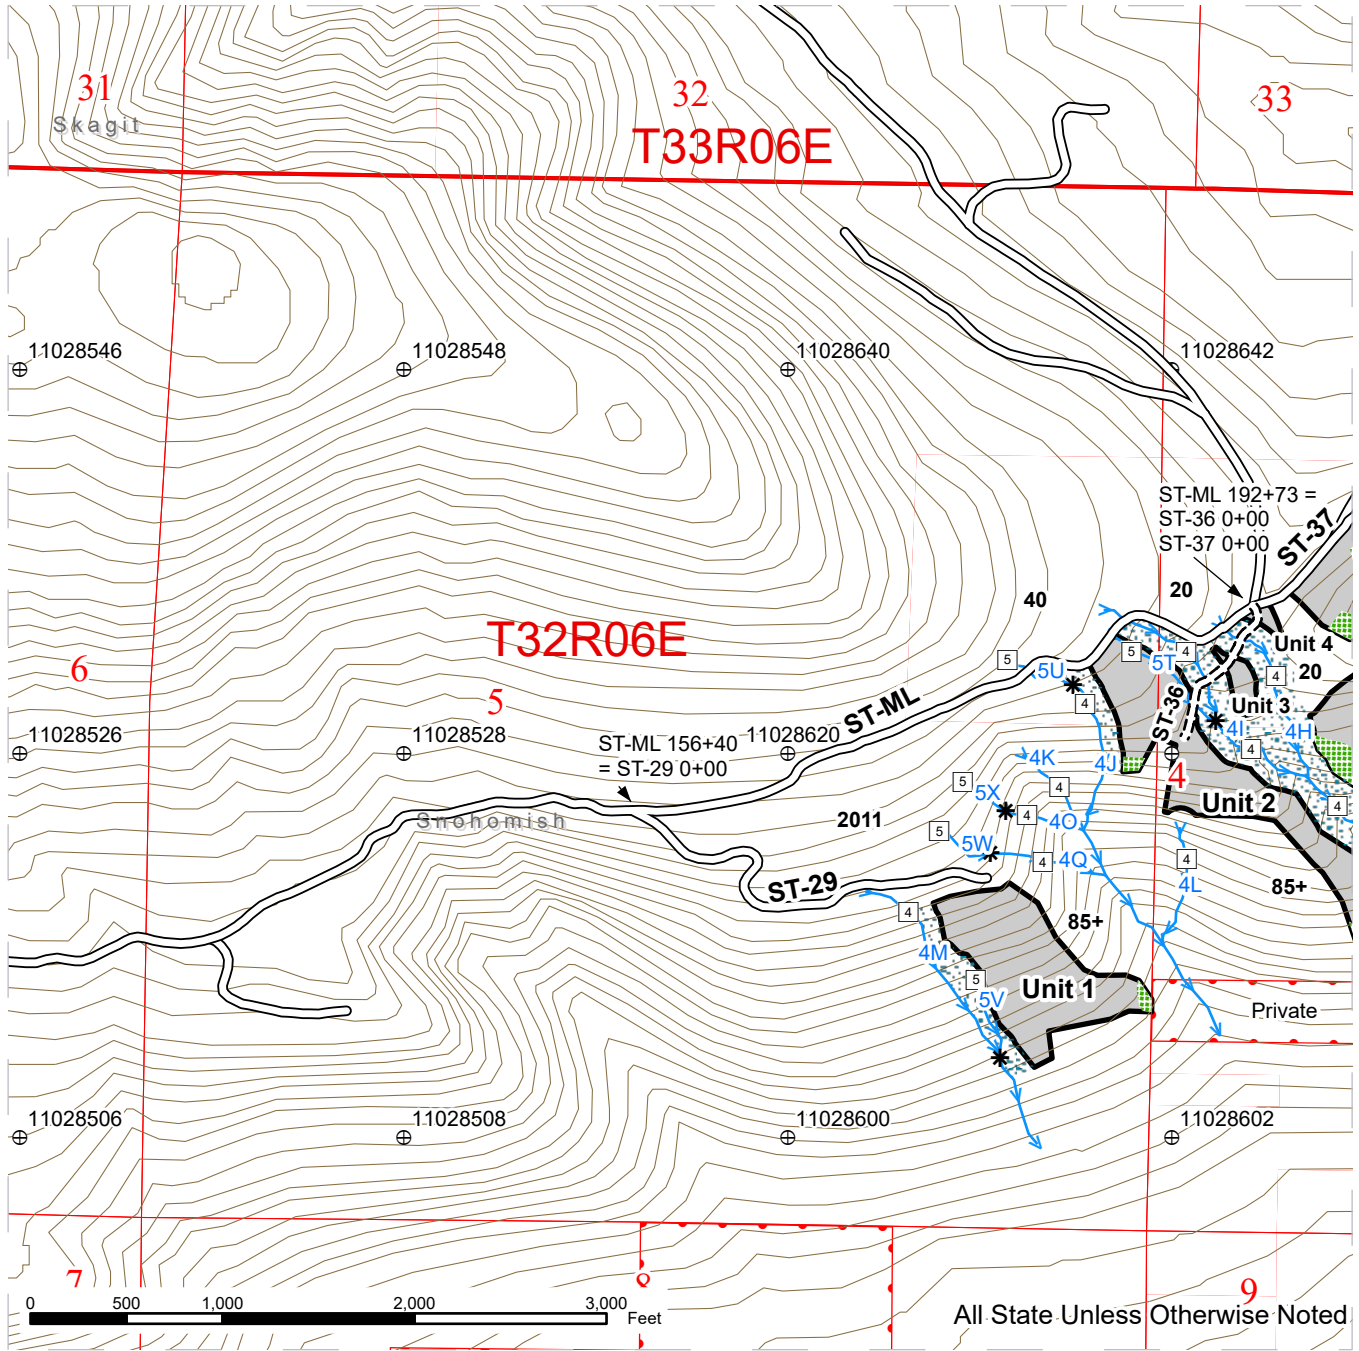 31
32
33
Skagit
T33R06E
11028546
11028548
11028640
11028642
ST-ML 192+73 =
ST-36 0+00
ST-37 0+00
ST-37
40
20
T32R06E
6
5
5
5U
4
5
5T
4
Unit 4
4
20
ST-36
Unit 3
4I
4
4H
ST-ML
11028526
11028528
ST-ML 156+40
= ST-29 0+00
11028620
4K
4J
4
5
5X
4
4
4O
Unit 2
4
Snohomish
2011
5
5W
4
4Q
4
4L
ST-29
85+
85+
4
4M
5
5V
Unit 1
Private
11028506
11028508
11028600
11028602
7
8
9
0
500
1,000
2,000
3,000
Feet
All State Unless Otherwise Noted